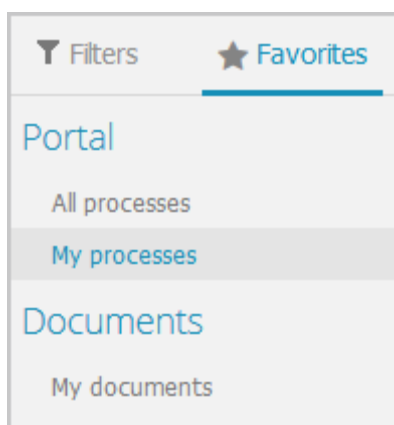 Filters Favorites
Portal
All processes
My processes
Documents
My documents